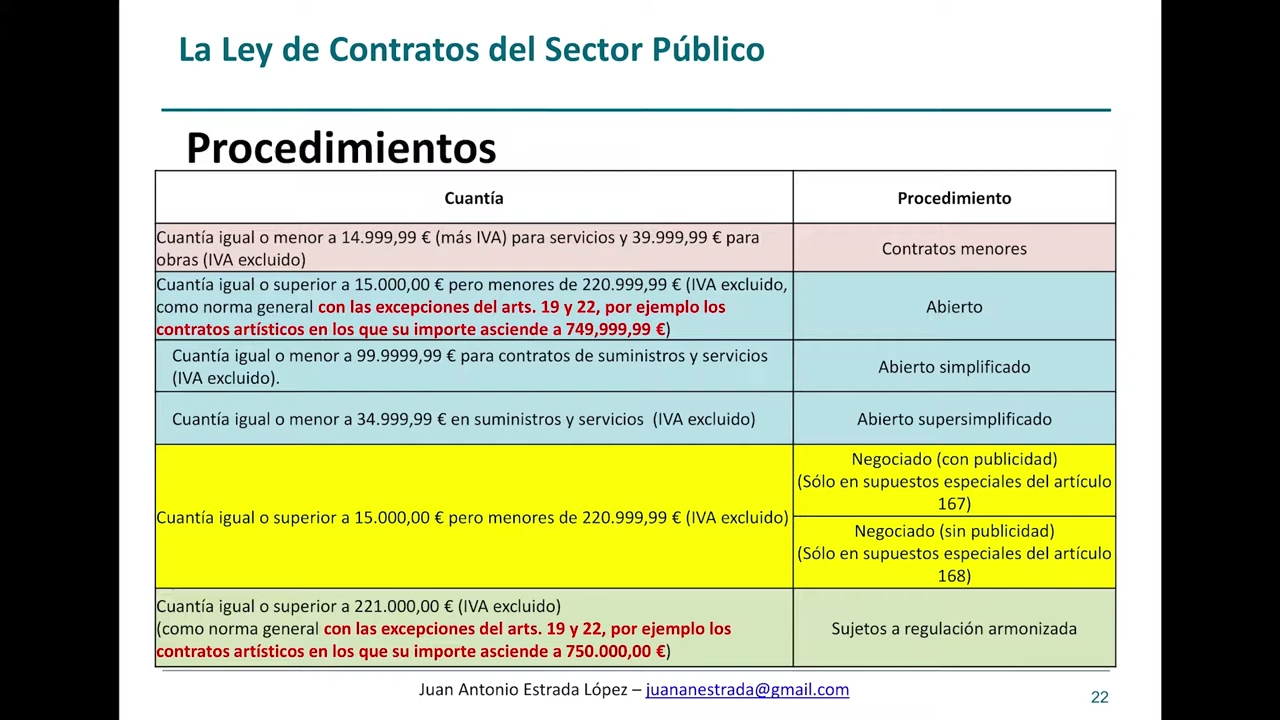 La Ley de Contratos del Sector Público
Procedimientos
Cuantía
Procedimiento
Cuantía igual o menor a 14.999,99 € (más IVA) para servicios y 39.999,99 € para
obras (IVA excluido)
Contratos menores
Cuantía igual o superior a 15.000,00 € pero menores de 220.999,99 € (IVA excluido,
como norma general con las excepciones del arts. 19 y 22, por ejemplo los
contratos artísticos en los que su importe asciende a 749,999,99 €)
Abierto
Cuantía igual o menor a 99.9999,99 € para contratos de suministros y servicios
(IVA excluido).
Abierto simplificado
Cuantía igual o menor a 34.999,99 € en suministros y servicios (IVA excluido)
Abierto supersimplificado
Cuantía igual o superior a 15.000,00 € pero menores de 220.999,99 € (IVA excluido)
Negociado (con publicidad)
(Sólo en supuestos especiales del artículo
167)
Negociado (sin publicidad)
(Sólo en supuestos especiales del artículo
168)
Cuantía igual o superior a 221.000,00 € (IVA excluido)
(como norma general con las excepciones del arts. 19 y 22, por ejemplo los
contratos artísticos en los que su importe asciende a 750.000,00 €)
Sujetos a regulación armonizada
Juan Antonio Estrada López – juananestrada@gmail.com
22